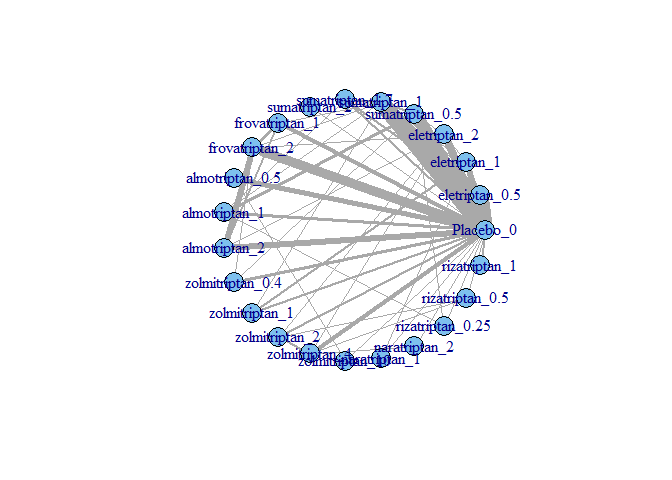 sumatriptan_1
sumatriptan_2
sumatriptan_0.5
frovatriptan_1
eletriptan_2
frovatriptan_2
eletriptan_1
almotriptan_0.5
eletriptan_0.5
almotriptan_1
Placebo_0
almotriptan_2
rizatriptan_1
zolmitriptan_0.4
rizatriptan_0.5
zolmitriptan_1
rizatriptan_0.25
zolmitriptan_2
naratriptan_2
naratriptan_1